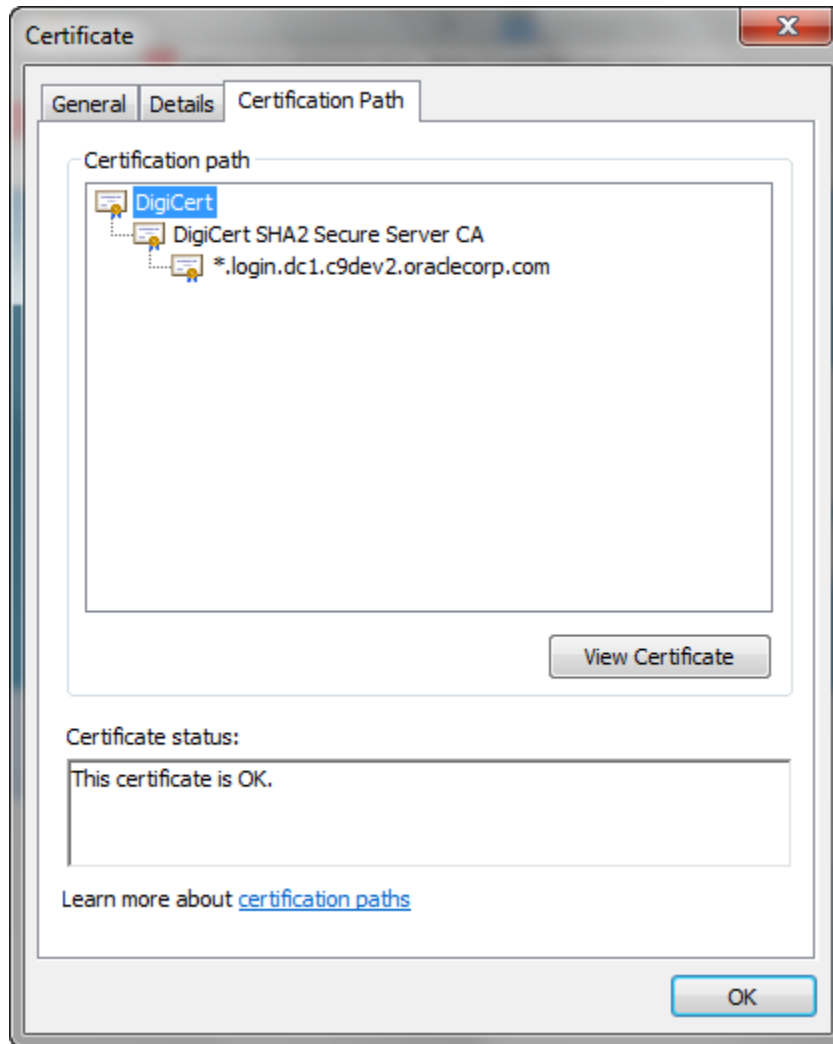 Certificate
General Details Certification Path
Certification path
DigiCert
DigiCert SHA2 Secure Server CA
*.login.dc1.c9dev2.oraclecorp.com
View Certificate
Certificate status:
This certificate is OK.
Learn more about certification paths
OK